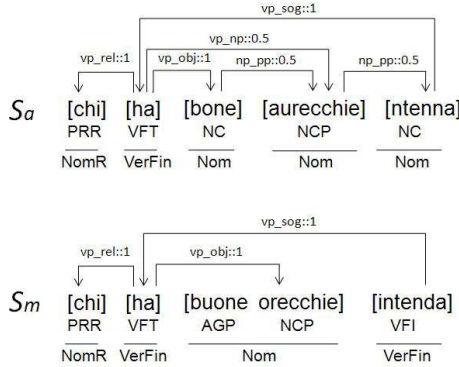 vp_sog::1
vp_np::0.5
vp_rel::1 vp_obj::1 np_pp::0.5 np_pp::0.5
Sa [chi] [ha] [bone] [aurecchie] [ntenna]
PRR VFT NC NCP NC
NomR VerFin Nom Nom Nom
vp_sog::1
vp_rel::1 vp_obj::1
Sm [chi] [ha] [buone orecchie] [intenda]
PRR VFT AGP NCP VFI
NomR VerFin Nom VerFin